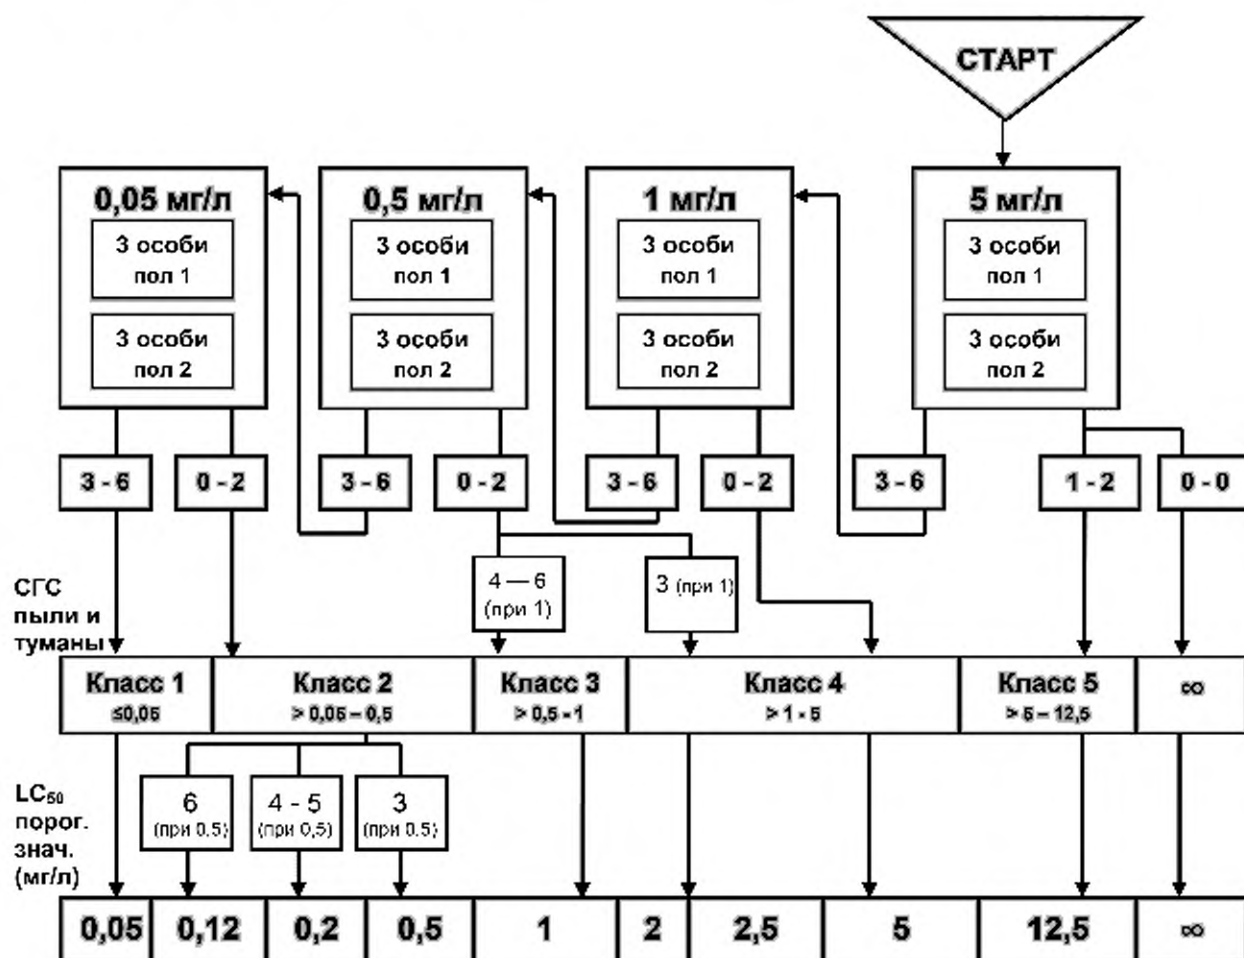 СТАРТ
0,05 мг/л
3 особи
пол 1
3 особи
пол 2
0,5 мг/л
3 особи
пол 1
3 особи
пол 2
1 мг/л
3 особи
пол 1
3 особи
пол 2
5 мг/л
3 особи
пол 1
3 особи
пол 2
3 - 6
0 - 2
3 - 6
0 - 2
3 - 6
0 - 2
3 - 6
1 - 2
0 - 0
4 — 6
(при 1)
3 (при 1)
СГС
пыли и
туманы
Класс 1
≤0,05
Класс 2
> 0,05 – 0,5
Класс 3
> 0,5 - 1
Класс 4
> 1 - 5
Класс 5
> 5 – 12,5
∞
6
(при 0.5)
4 - 5
(при 0,5)
3
(при 0.5)
LC₅₀
порог.
знач.
(мг/л)
0,05
0,12
0,2
0,5
1
2
2,5
5
12,5
∞